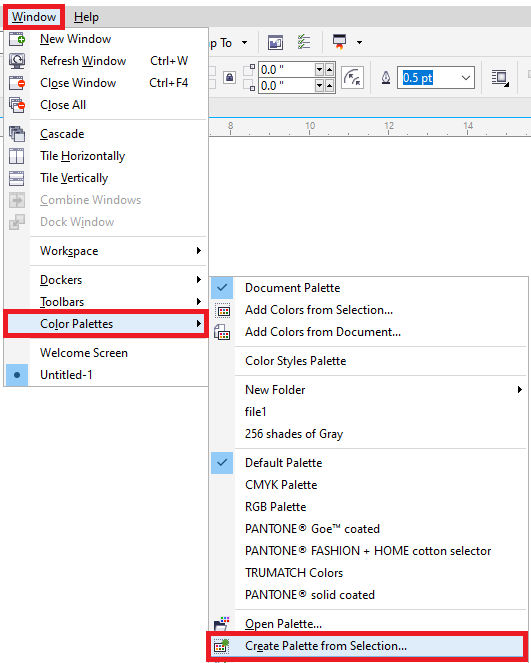 Window Help
New Window
Refresh Window Ctrl+W
Close Window Ctrl+F4
Close All
Cascade
Tile Horizontally
Tile Vertically
Combine Windows
Dock Window
Workspace
Dockers
Toolbars
Color Palettes
Welcome Screen
Untitled-1
To
0.0 "
0.0 "
0.5 pt
8 10 12 14
Document Palette
Add Colors from Selection...
Add Colors from Document...
Color Styles Palette
New Folder
file1
256 shades of Gray
Default Palette
CMYK Palette
RGB Palette
PANTONE® Goe™ coated
PANTONE® FASHION + HOME cotton selector
TRUMATCH Colors
PANTONE® solid coated
Open Palette...
Create Palette from Selection...